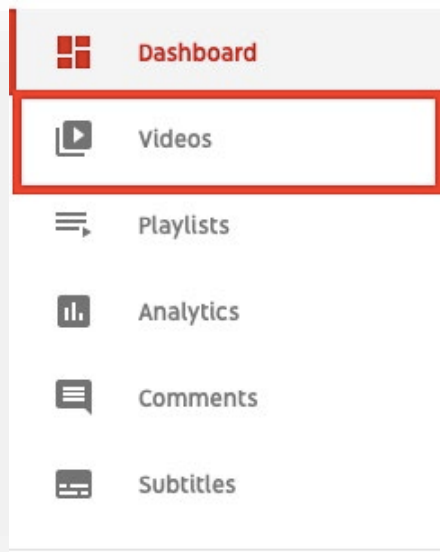 Dashboard
Videos
Playlists
Analytics
Comments
Subtitles